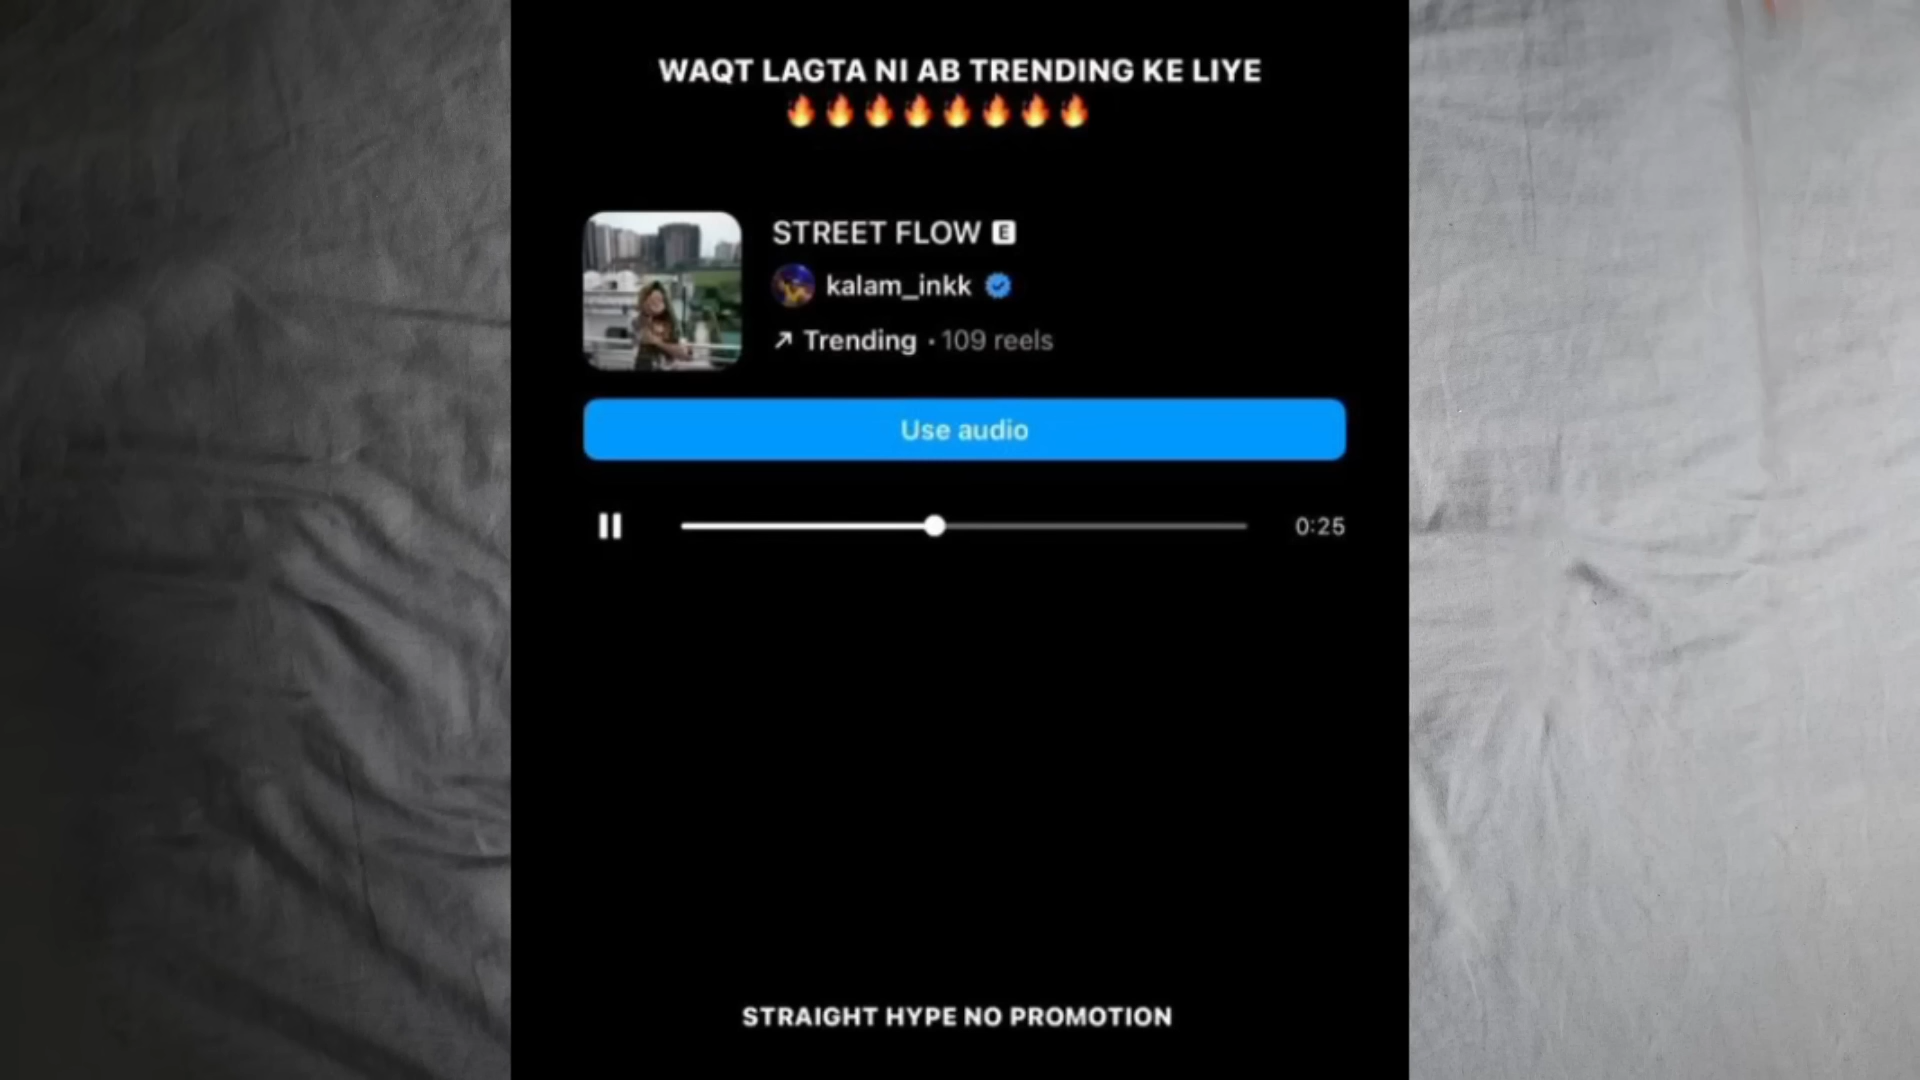 WAQT LAGTA NI AB TRENDING KE LIYE
🔥🔥🔥🔥🔥🔥🔥🔥
STREET FLOW E
kalam_inkk
Trending · 109 reels
Use audio
0:25
STRAIGHT HYPE NO PROMOTION